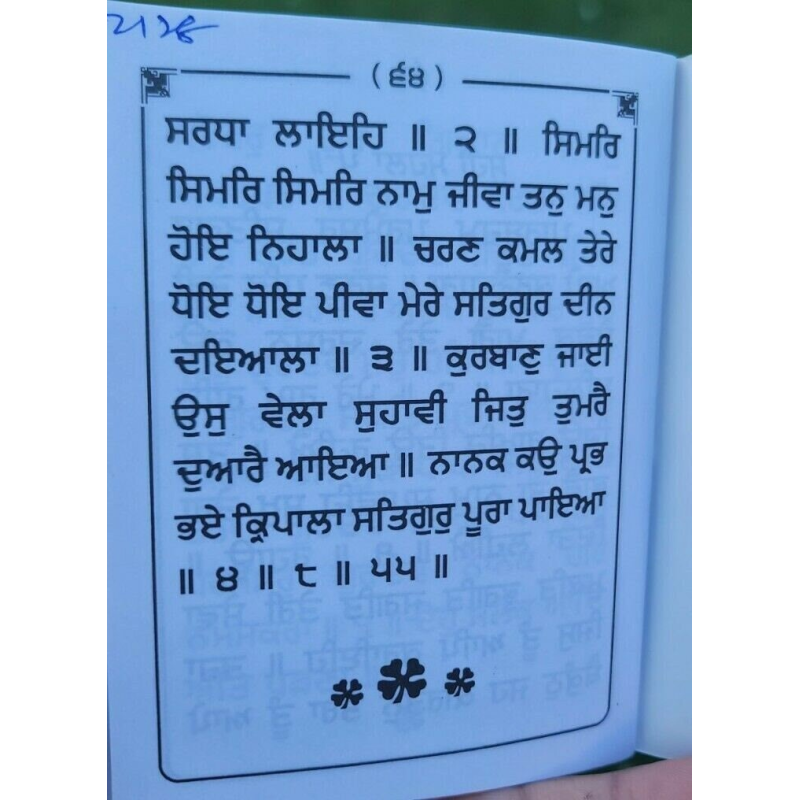 (੬੪)
ਸਰਧਾ ਲਾਇਹਿ ॥ ੨ ॥ ਸਿਮਰਿ
ਸਿਮਰਿ ਸਿਮਰਿ ਨਾਮੁ ਜੀਵਾ ਤਨੁ ਮਨੁ
ਹੋਇ ਨਿਹਾਲਾ ॥ ਚਰਣ ਕਮਲ ਤੇਰੇ
ਧੋਇ ਧੋਇ ਪੀਵਾ ਮੇਰੇ ਸਤਿਗੁਰ ਦੀਨ
ਦਇਆਲਾ ॥ ੩ ॥ ਕੁਰਬਾਣੁ ਜਾਈ
ਉਸੁ ਵੇਲਾ ਸੁਹਾਵੀ ਜਿਤੁ ਤੁਮਰੈ
ਦੁਆਰੈ ਆਇਆ ॥ ਨਾਨਕ ਕਉ ਪ੍ਰਭ
ਭਏ ਕ੍ਰਿਪਾਲਾ ਸਤਿਗੁਰੁ ਪੂਰਾ ਪਾਇਆ
॥ ੪ ॥ ੮ ॥ ੫੫ ॥